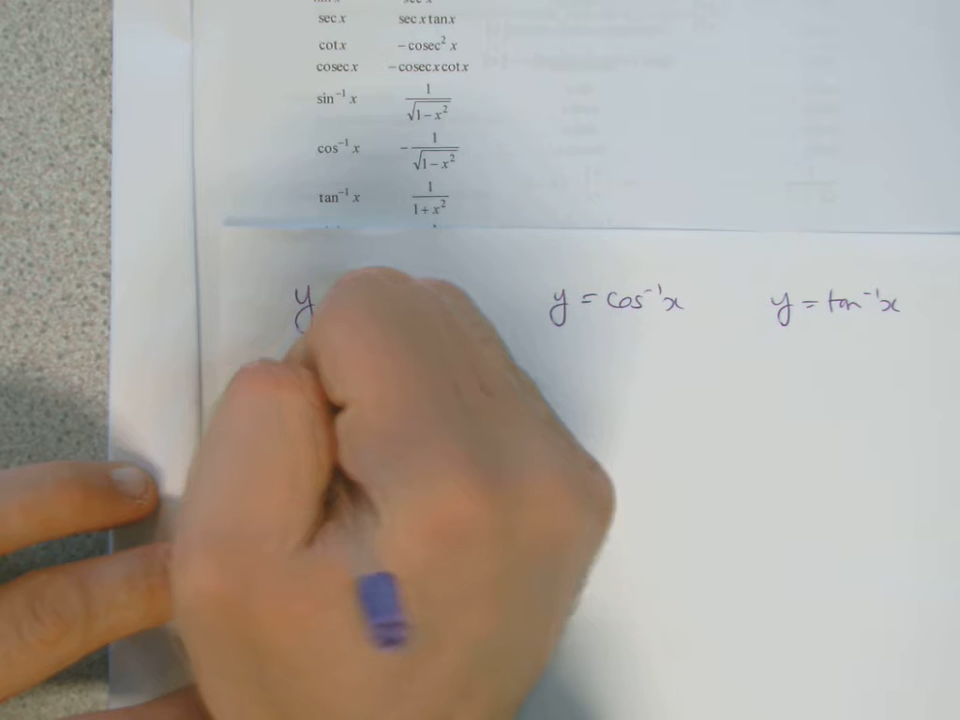 sec x sec x tan x
cot x −cosec² x
cosec x −cosec x cot x
sin⁻¹ x 1/√(1−x²)
cos⁻¹ x −1/√(1−x²)
tan⁻¹ x 1/(1+x²)
y y = cos⁻¹x y = tan⁻¹x